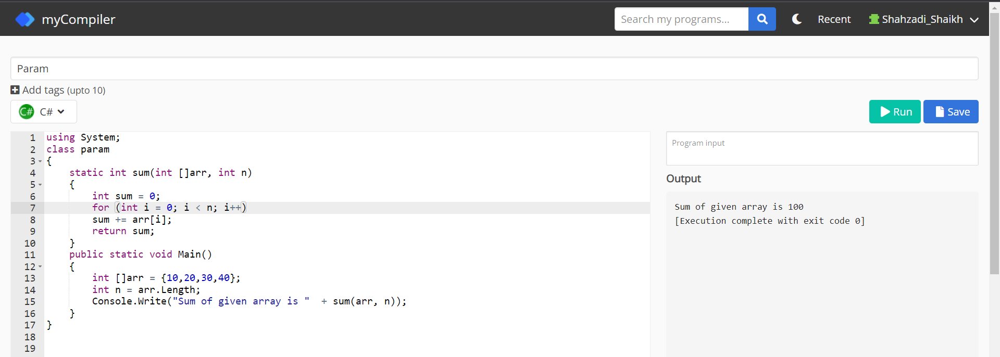 myCompiler
Search my programs...
Recent
Shahzadi_Shaikh
Param
Add tags (upto 10)
C# C#
Run
Save
1 using System;
2 class param
3 {
4     static int sum(int []arr, int n)
5     {
6         int sum = 0;
7         for (int i = 0; i < n; i++)
8         sum += arr[i];
9         return sum;
10     }
11     public static void Main()
12     {
13         int []arr = {10,20,30,40};
14         int n = arr.Length;
15         Console.Write("Sum of given array is "  + sum(arr, n));
16     }
17 }
18
19
Program input
Output
Sum of given array is 100
[Execution complete with exit code 0]